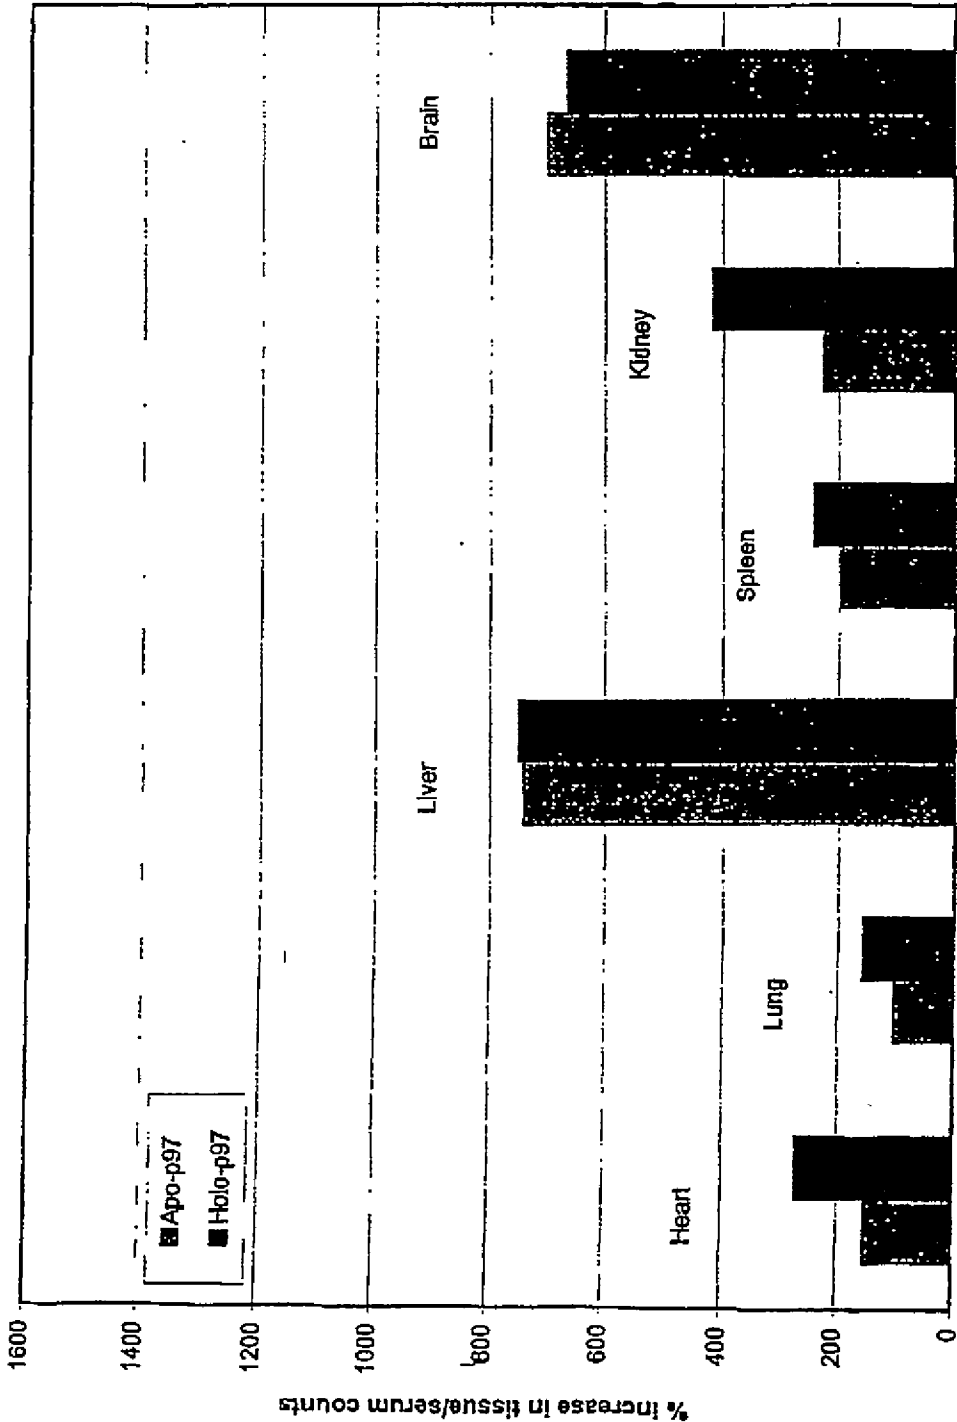 % increase in tissue/serum counts
1600
1400
1200
1000
800
600
400
200
0
Apo-p97
Holo-p97
Heart
Lung
Liver
Spleen
Kidney
Brain